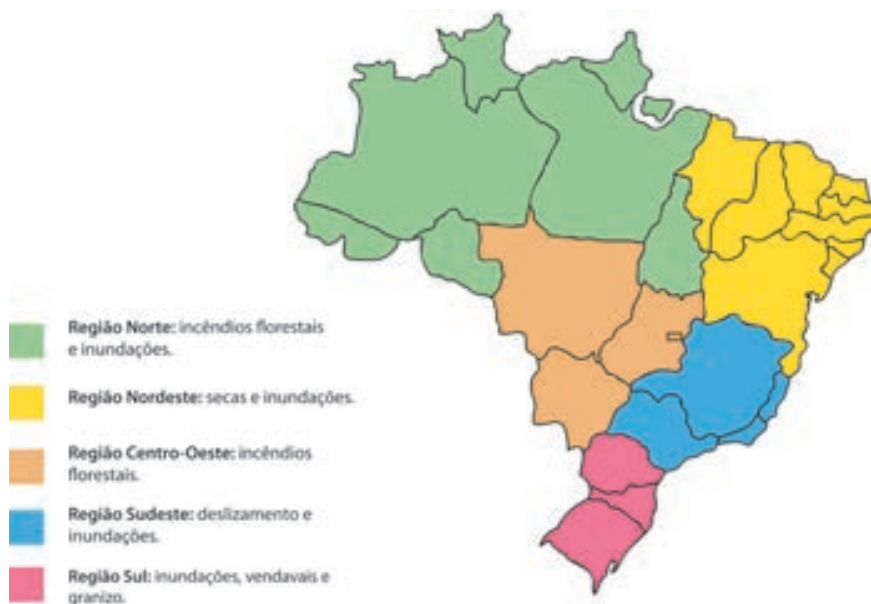 Região Norte: incêndios florestais
e inundações.
Região Nordeste: secas e inundações.
Região Centro-Oeste: incêndios
florestais.
Região Sudeste: deslizamento e
inundações.
Região Sul: inundações, vendavais e
granizo.